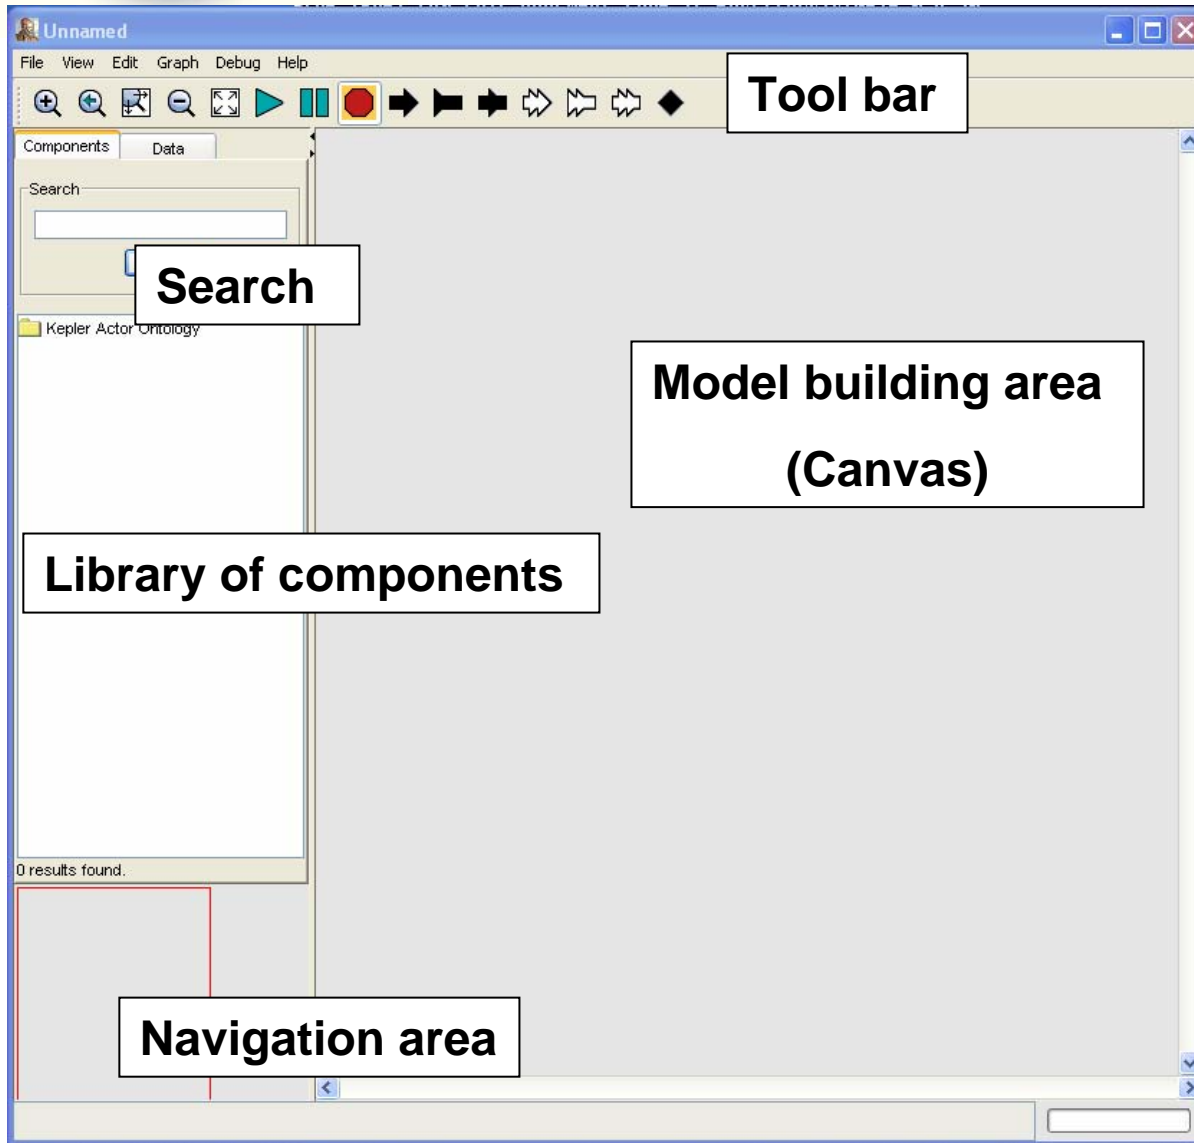 Unnamed
File View Edit Graph Debug Help
Tool bar
Components Data
Search
Search
Kepler Actor Ontology
Model building area
(Canvas)
Library of components
0 results found.
Navigation area